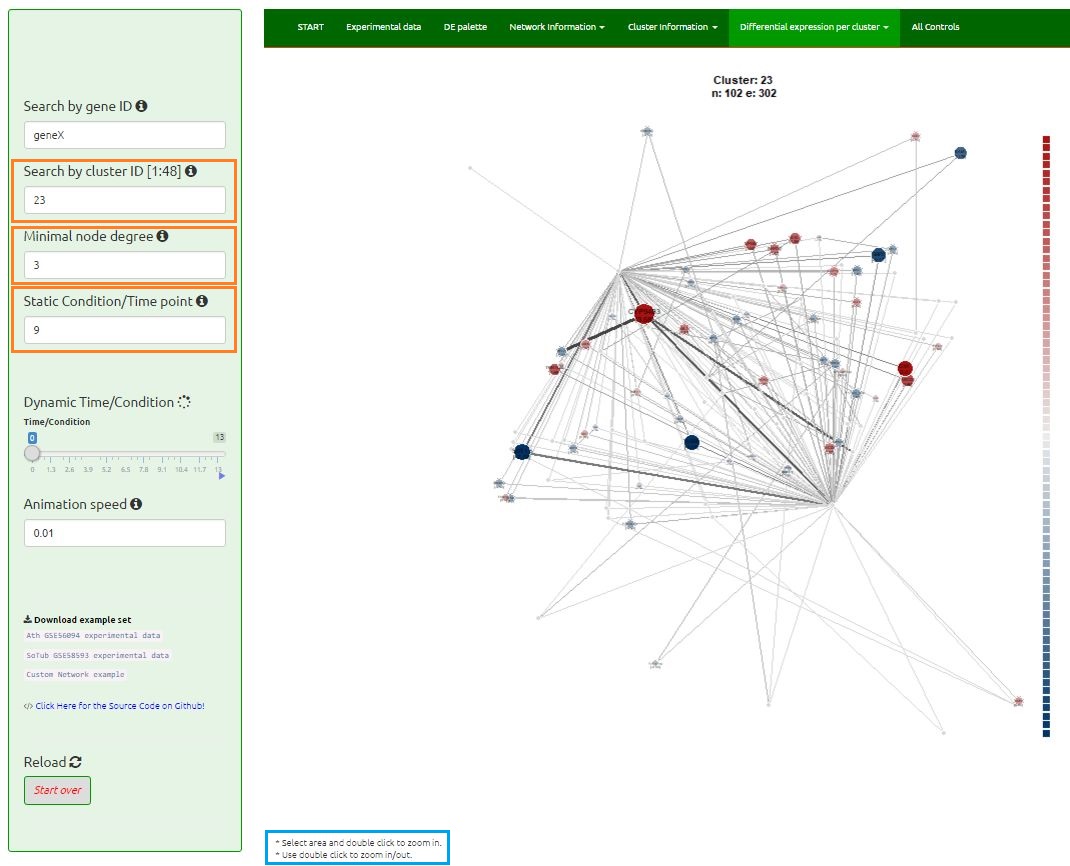 START Experimental data DE palette Network Information Cluster Information Differential expression per cluster All Controls
Search by gene ID
geneX
Search by cluster ID [1:48]
23
Minimal node degree
3
Static Condition/Time point
9
Dynamic Time/Condition
Time/Condition
0 13
0 1.3 2.6 3.9 5.2 6.5 7.8 9.1 10.4 11.7 13
Animation speed
0.01
Download example set
Ath GSE56094 experimental data
SoTub GSE58593 experimental data
Custom Network example
</> Click Here for the Source Code on Github!
Reload
Start over
Cluster: 23
n: 102 e: 302
* Select area and double click to zoom in.
* Use double click to zoom in/out.